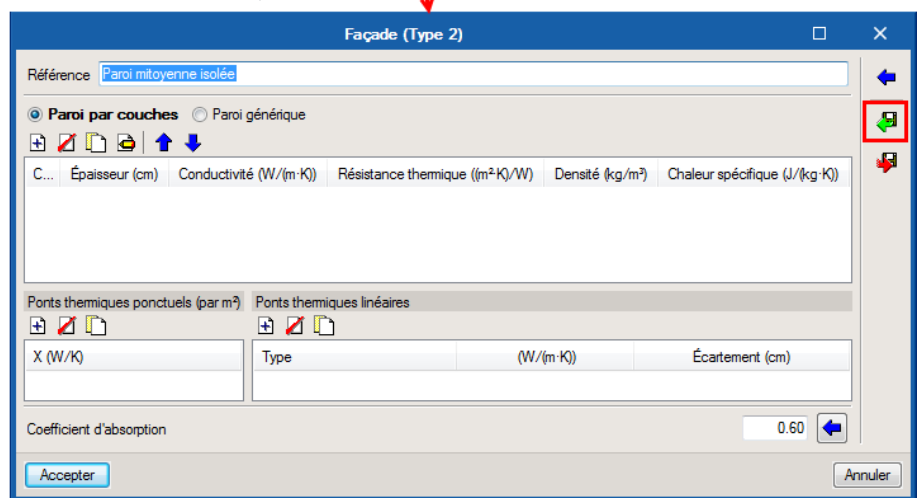 Façade (Type 2)
Référence Paroi mitoyenne isolée
Paroi par couches Paroi générique
C... Épaisseur (cm) Conductivité (W/(m·K)) Résistance thermique ((m²·K)/W) Densité (kg/m³) Chaleur spécifique (J/(kg·K))
Ponts thermiques ponctuels (par m²) Ponts thermiques linéaires
X (W/K) Type (W/(m·K)) Écartement (cm)
Coefficient d'absorption 0.60
Accepter Annuler